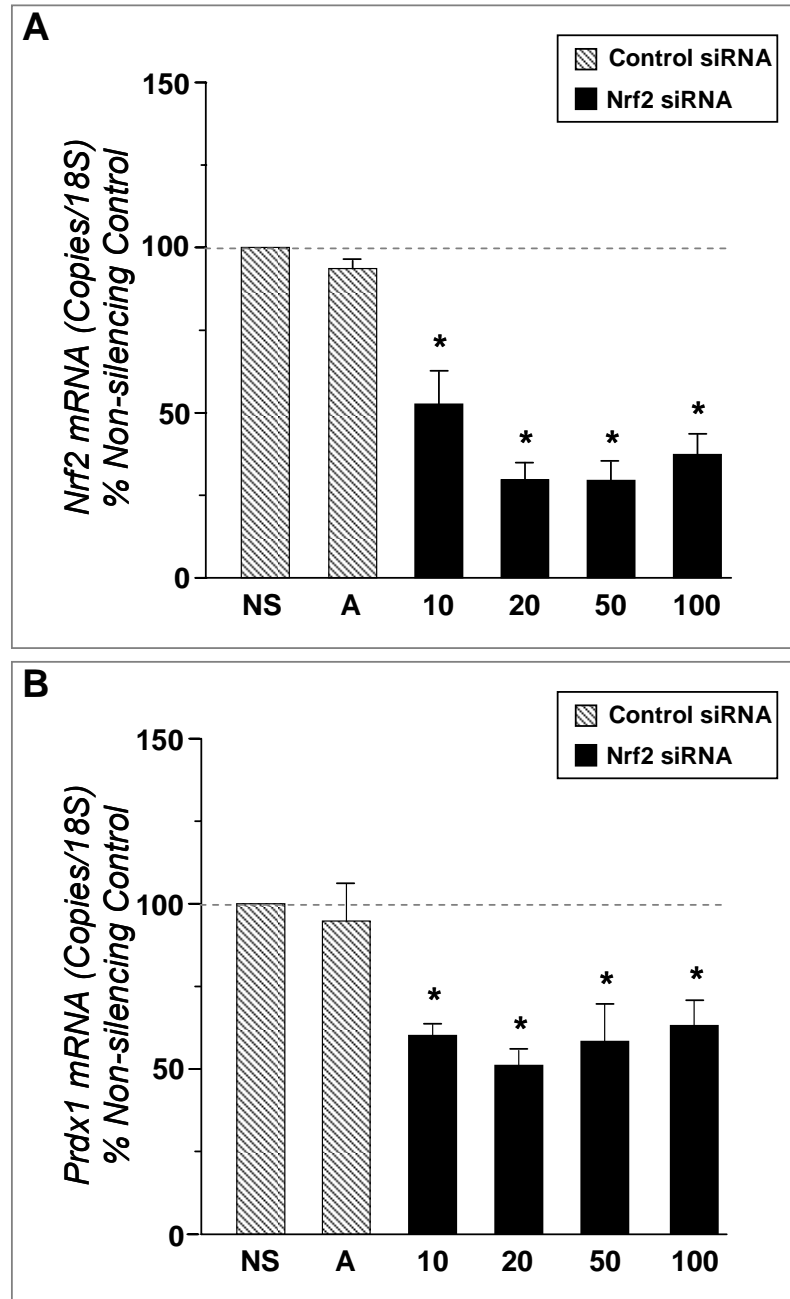 A
Control siRNA
Nrf2 siRNA
150
100
50
0
Nrf2 mRNA (Copies/18S)
% Non-silencing Control
*
*
*
*
NS A 10 20 50 100
B
Control siRNA
Nrf2 siRNA
150
100
50
0
Prdx1 mRNA (Copies/18S)
% Non-silencing Control
*
*
*
*
NS A 10 20 50 100